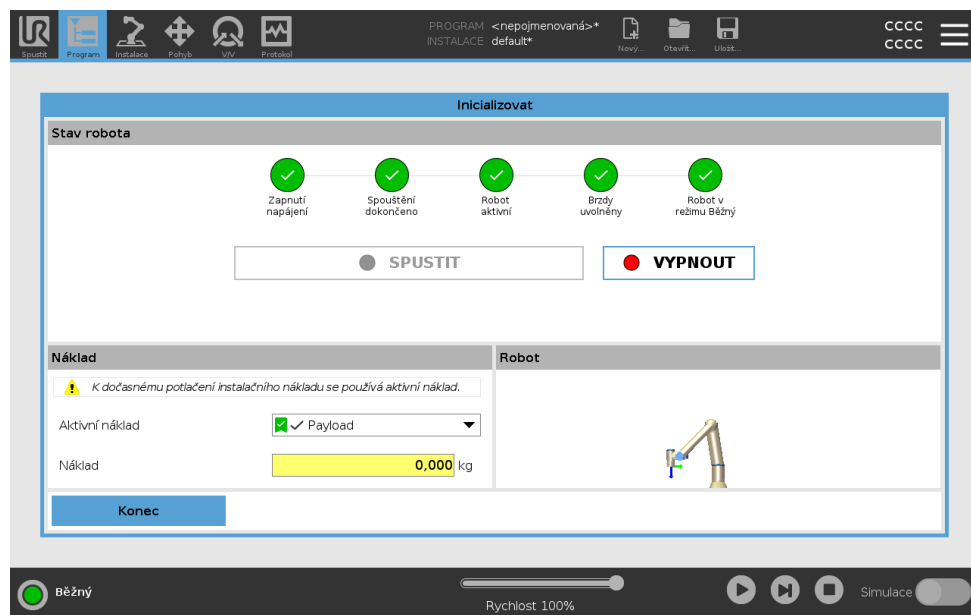 UR
PROGRAM <nepojmenovaná>*
INSTALACE default*
Spustit Program Instalace Pohyb V/V Protokol
Nový... Otevřít... Uložit...
CCCC
CCCC
Inicializovat
Stav robota
Zapnutí
napájení
Spouštění
dokončeno
Robot
aktivní
Brzdy
uvolněny
Robot v
režimu Běžný
SPUSTIT
VYPNOUT
Náklad
Robot
K dočasnému potlačení instalačního nákladu se používá aktivní náklad.
Aktivní náklad
Payload
Náklad
0,000 kg
Konec
Běžný
Rychlost 100%
Simulace